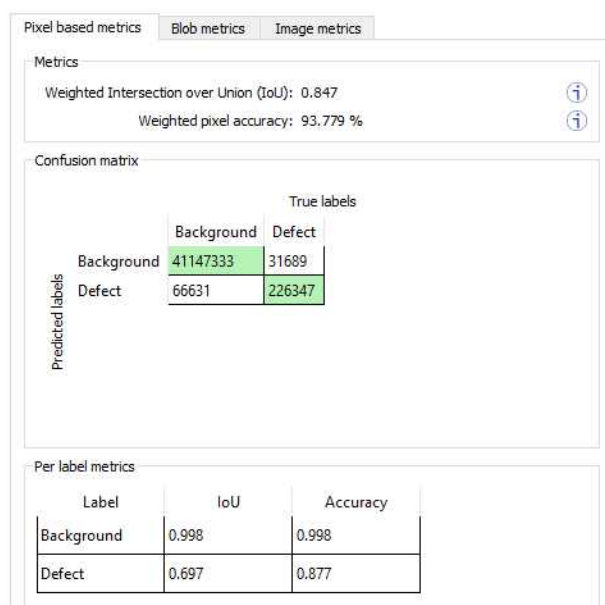 Pixel based metrics Blob metrics Image metrics
Metrics
Weighted Intersection over Union (IoU): 0.847
Weighted pixel accuracy: 93.779 %
Confusion matrix
True labels
Background Defect
Background 41147333 31689
Defect 66631 226347
Predicted labels
Per label metrics
Label IoU Accuracy
Background 0.998 0.998
Defect 0.697 0.877